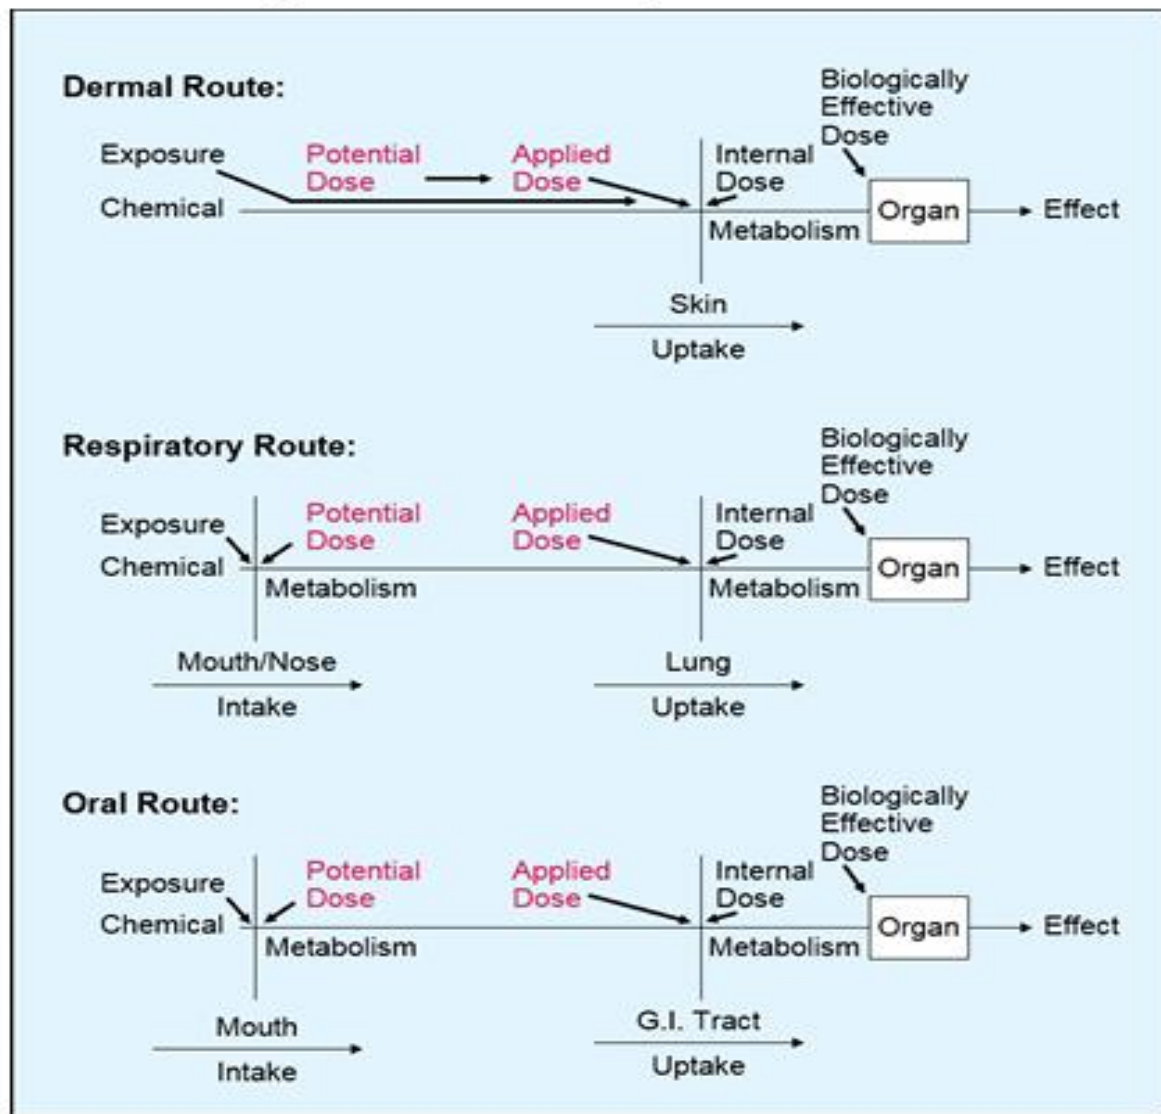 Dermal Route:
Biologically
Effective
Dose
Exposure
Potential
Dose
Applied
Dose
Internal
Dose
Chemical
Metabolism
Organ
Effect
Skin
Uptake
Respiratory Route:
Biologically
Effective
Dose
Exposure
Potential
Dose
Applied
Dose
Internal
Dose
Chemical
Metabolism
Metabolism
Organ
Effect
Mouth/Nose
Intake
Lung
Uptake
Oral Route:
Biologically
Effective
Dose
Exposure
Potential
Dose
Applied
Dose
Internal
Dose
Chemical
Metabolism
Metabolism
Organ
Effect
Mouth
Intake
G.I. Tract
Uptake